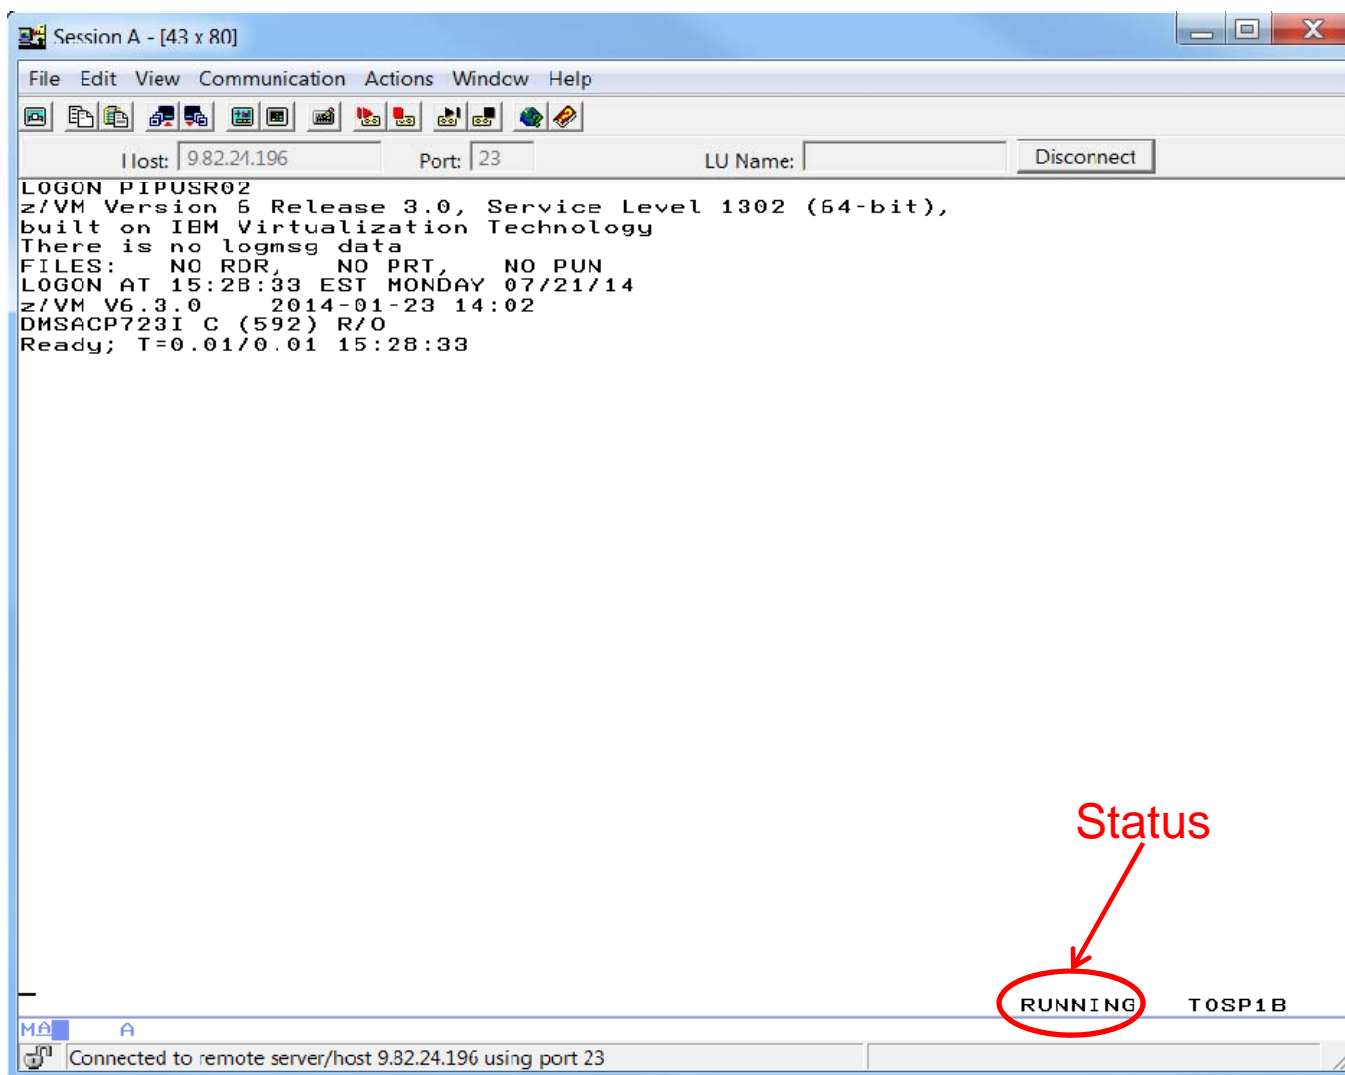 Session A - [43 x 80]
X
File Edit View Communication Actions Window Help
Host: 9.82.24.196 Port: 23 LU Name: Disconnect
LOGON PIPUSR02
z/VM Version 6 Release 3.0, Service Level 1302 (64-bit),
built on IBM Virtualization Technology
There is no logmsg data
FILES: NO RDR, NO PRT, NO PUN
LOGON AT 15:28:33 EST MONDAY 07/21/14
z/VM V6.3.0 2014-01-23 14:02
DMSACP723I C (592) R/O
Ready; T=0.01/0.01 15:28:33
Status
RUNNING T0SP1B
MA A
Connected to remote server/host 9.82.24.196 using port 23